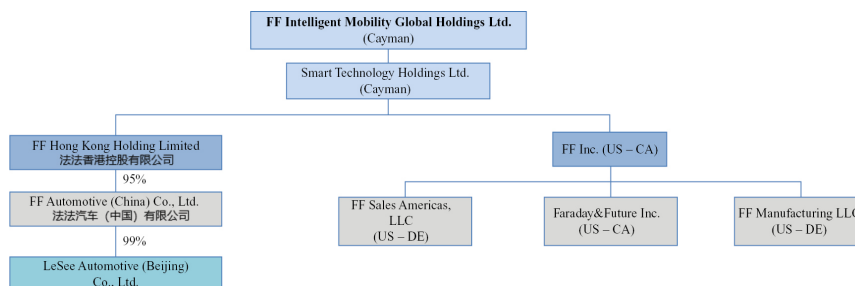 FF Intelligent Mobility Global Holdings Ltd.
(Cayman)
Smart Technology Holdings Ltd.
(Cayman)
FF Hong Kong Holding Limited
法法香港控股有限公司
FF Inc. (US – CA)
95%
FF Automotive (China) Co., Ltd.
法法汽车（中国）有限公司
FF Sales Americas,
LLC
(US – DE)
Faraday&Future Inc.
(US – CA)
FF Manufacturing LLC
(US – DE)
99%
LeSee Automotive (Beijing)
Co., Ltd.